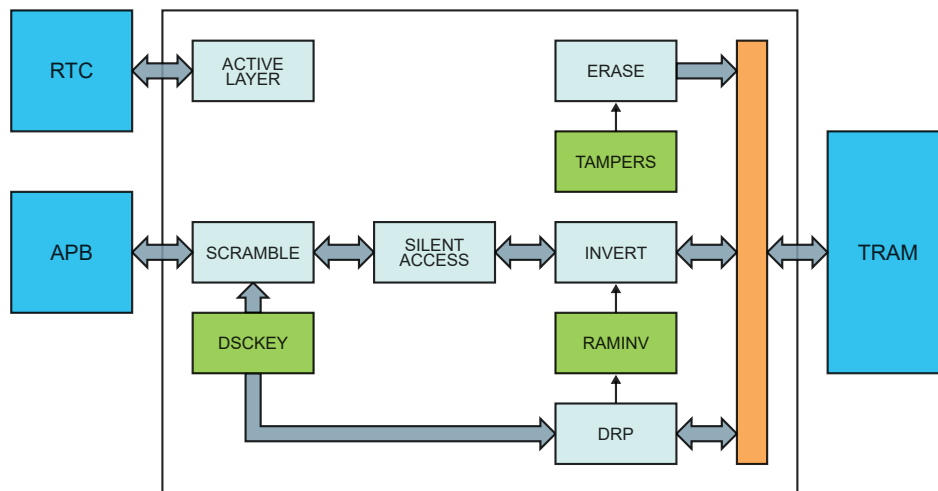 RTC
ACTIVE
LAYER
ERASE
TAMPERS
APB
SCRAMBLE
SILENT
ACCESS
INVERT
TRAM
DSCKEY
RAMINV
DRP